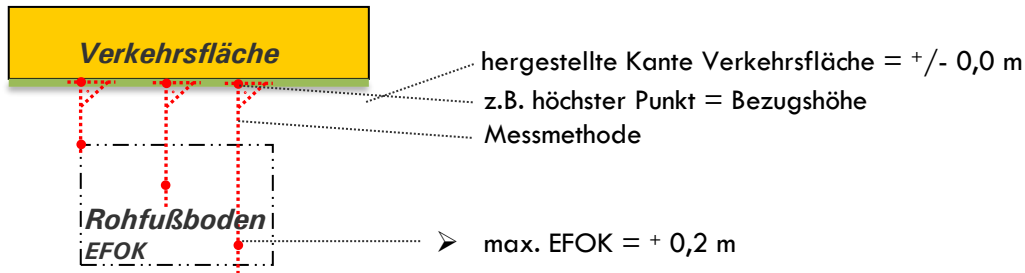 Verkehrsfläche
hergestellte Kante Verkehrsfläche = +/- 0,0 m
z.B. höchster Punkt = Bezugshöhe
Messmethode
Rohfußboden
EFOK
➢ max. EFOK = + 0,2 m